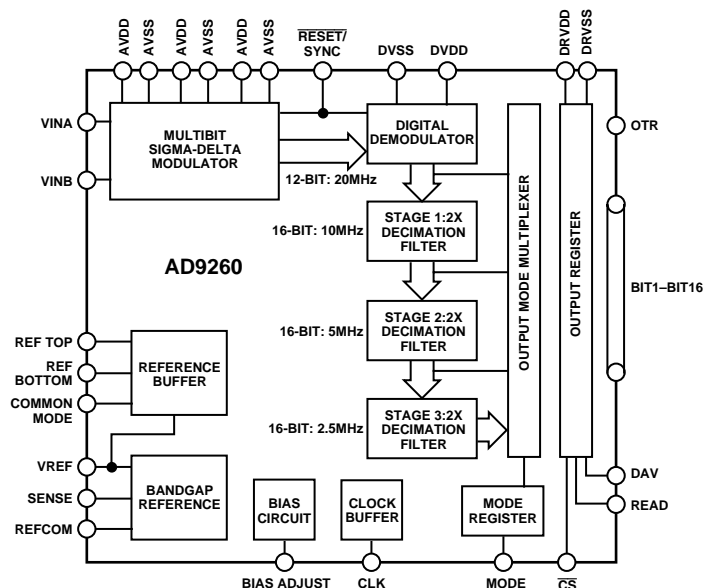 AVDD
AVSS
AVDD
AVSS
AVDD
AVSS
RESET/
SYNC
DVSS
DVDD
DRVDD
DRVSS
VINA
VINB
MULTIBIT
SIGMA-DELTA
MODULATOR
DIGITAL
DEMODULATOR
12-BIT: 20MHz
OTR
16-BIT: 10MHz
STAGE 1:2X
DECIMATION
FILTER
AD9260
OUTPUT MODE MULTIPLEXER
OUTPUT REGISTER
BIT1–BIT16
16-BIT: 5MHz
STAGE 2:2X
DECIMATION
FILTER
REF TOP
REF
BOTTOM
COMMON
MODE
REFERENCE
BUFFER
16-BIT: 2.5MHz
STAGE 3:2X
DECIMATION
FILTER
VREF
SENSE
REFCOM
BANDGAP
REFERENCE
BIAS
CIRCUIT
CLOCK
BUFFER
MODE
REGISTER
DAV
READ
BIAS ADJUST
CLK
MODE
CS